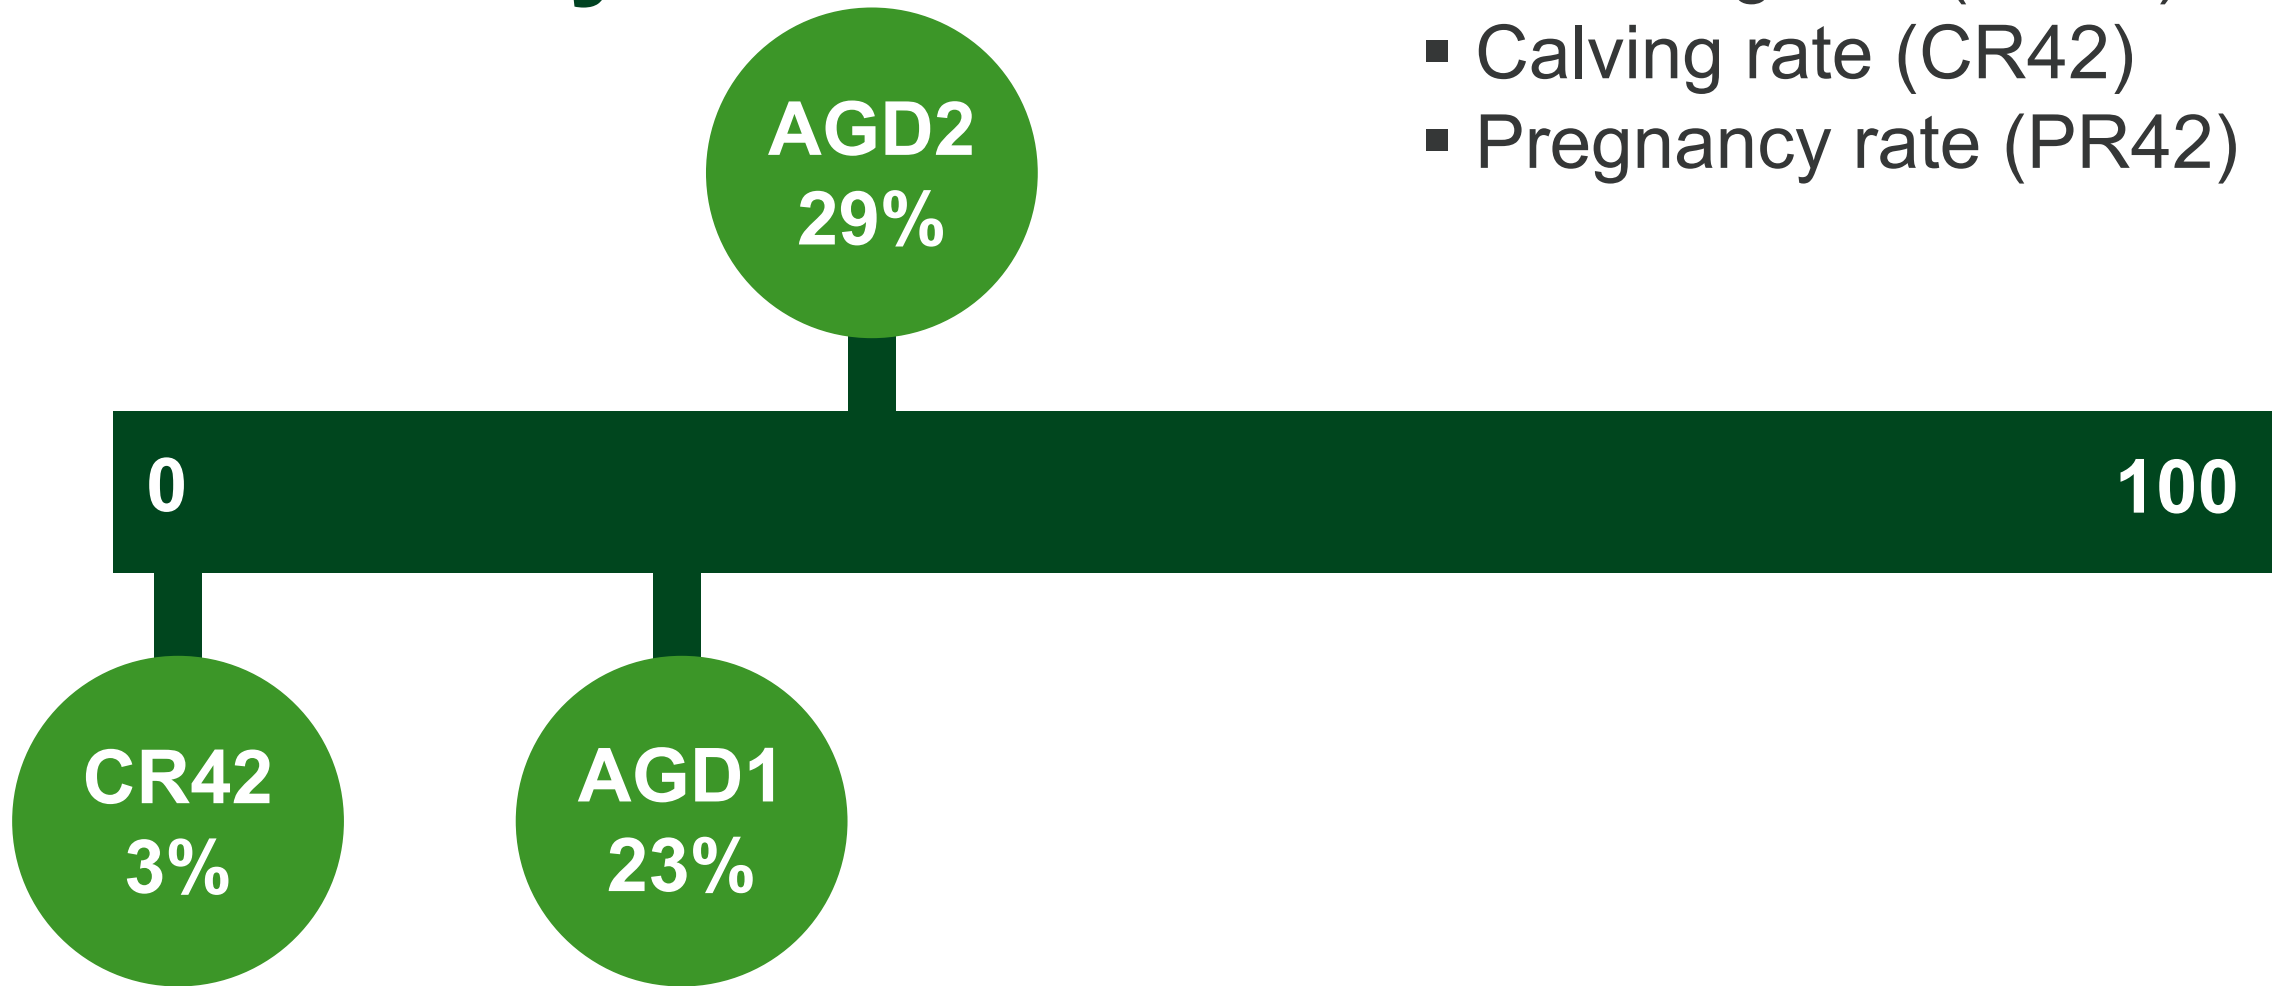 ▪ Calving rate (CR42)
▪ Pregnancy rate (PR42)
AGD2
29%
0
100
CR42
3%
AGD1
23%